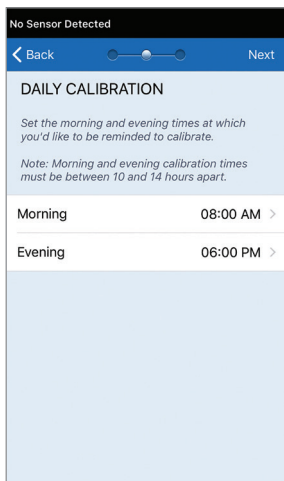 No Sensor Detected
Back Next
DAILY CALIBRATION
Set the morning and evening times at which
you'd like to be reminded to calibrate.
Note: Morning and evening calibration times
must be between 10 and 14 hours apart.
Morning 08:00 AM
Evening 06:00 PM